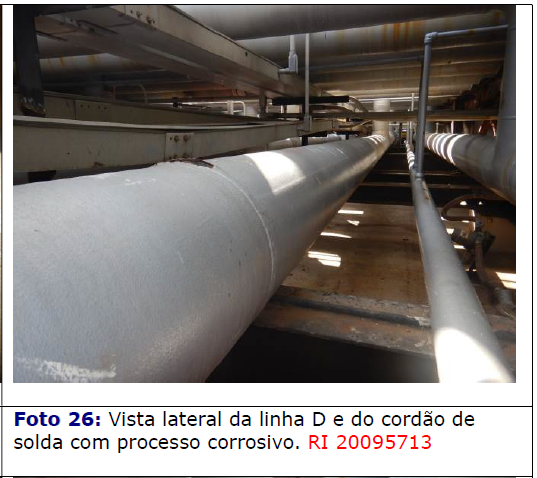 Foto 26: Vista lateral da linha D e do cordão de
solda com processo corrosivo. RI 20095713